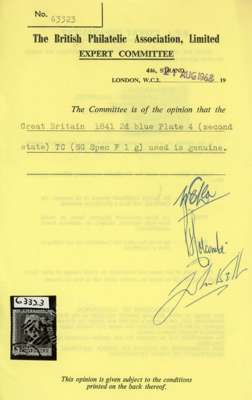 No. 63323
The British Philatelic Association, Limited
EXPERT COMMITTEE
446, STRAND,
LONDON, W.C.2. 21 AUG 1968 19
The Committee is of the opinion that the
Great Britain 1841 2d blue Plate 4 (second
state) TC (SG Spec F 1 g) used is genuine.
63323
This opinion is given subject to the conditions
printed on the back thereof.